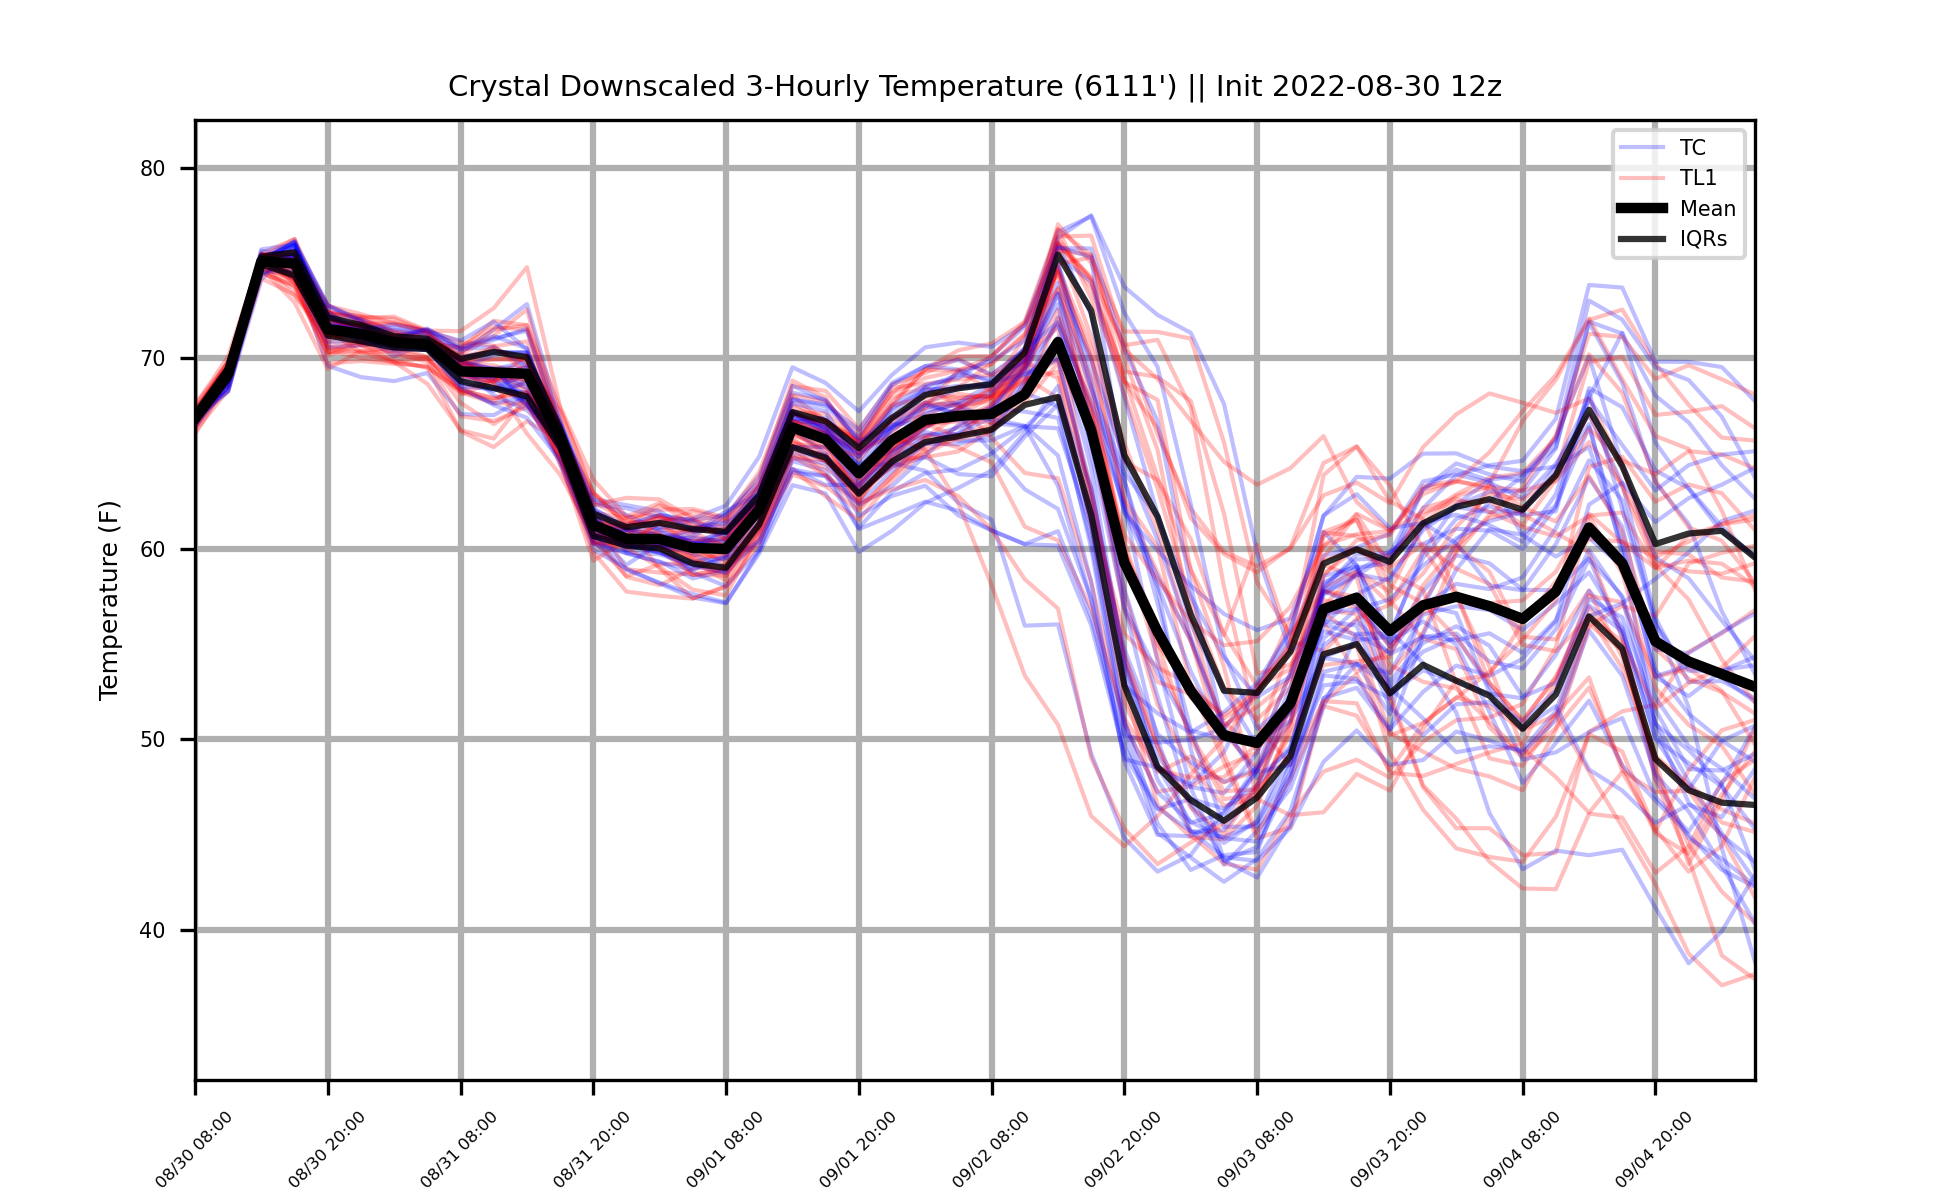 Crystal Downscaled 3-Hourly Temperature (6111') || Init 2022-08-30 12z
TC
TL1
Mean
IQRs
Temperature (F)
80
70
60
50
40
08/30 08:00
08/30 20:00
08/31 08:00
08/31 20:00
09/01 08:00
09/01 20:00
09/02 08:00
09/02 20:00
09/03 08:00
09/03 20:00
09/04 08:00
09/04 20:00